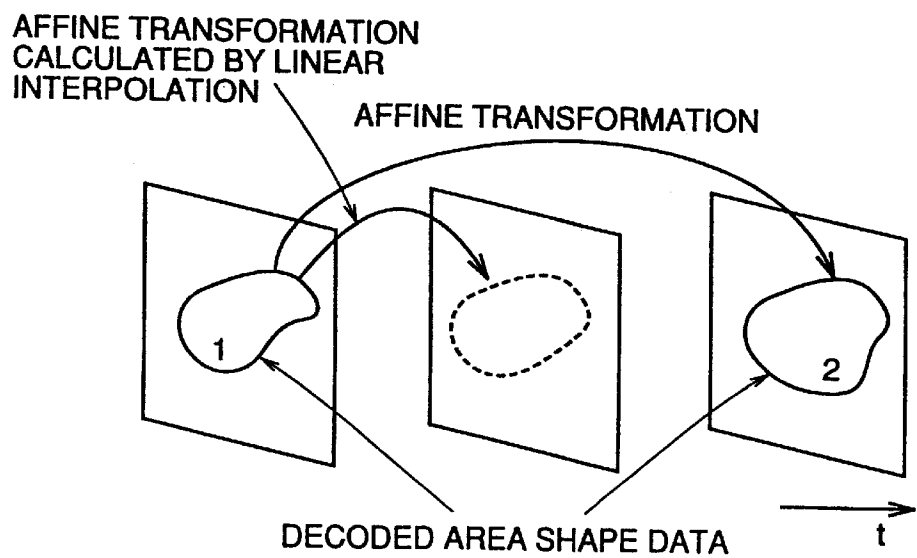 AFFINE TRANSFORMATION
CALCULATED BY LINEAR
INTERPOLATION
AFFINE TRANSFORMATION
1
2
DECODED AREA SHAPE DATA
t